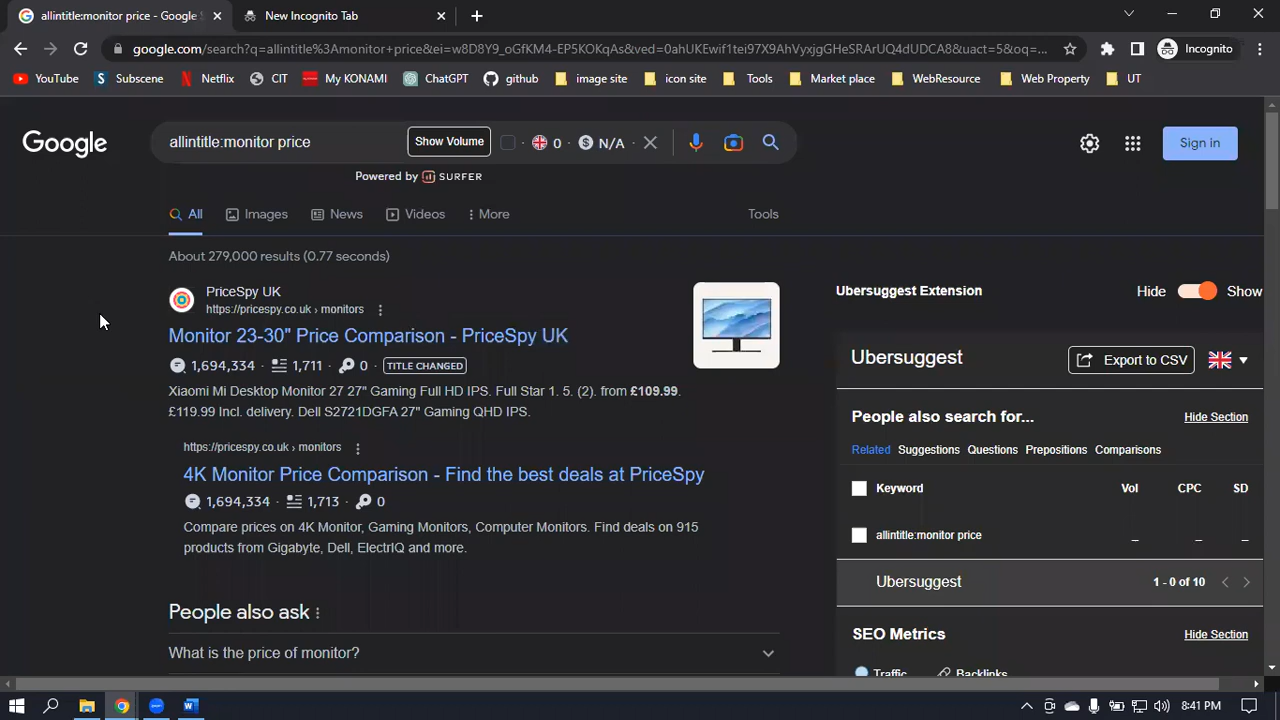 allintitle:monitor price - Google S
New Incognito Tab
google.com/search?q=allintitle%3Amonitor+price&ei=w8D8Y9_oGfKM4-EP5KOKqAs&ved=0ahUKEwif1tei97X9AhVyxjgGHeSRArUQ4dUDCA8&uact=5&oq=...
Incognito
YouTube
Subscene
Netflix
CIT
My KONAMI
ChatGPT
github
image site
icon site
Tools
Market place
WebResource
Web Property
UT
Google
allintitle:monitor price
Show Volume
0
N/A
Sign in
Powered by SURFER
All
Images
News
Videos
More
Tools
About 279,000 results (0.77 seconds)
PriceSpy UK
https://pricespy.co.uk › monitors
Monitor 23-30" Price Comparison - PriceSpy UK
1,694,334 · 1,711 · 0 TITLE CHANGED
Xiaomi Mi Desktop Monitor 27 27" Gaming Full HD IPS. Full Star 1. 5. (2). from £109.99.
£119.99 Incl. delivery. Dell S2721DGFA 27" Gaming QHD IPS.
https://pricespy.co.uk › monitors
4K Monitor Price Comparison - Find the best deals at PriceSpy
1,694,334 · 1,713 · 0
Compare prices on 4K Monitor, Gaming Monitors, Computer Monitors. Find deals on 915
products from Gigabyte, Dell, ElectrIQ and more.
People also ask
What is the price of monitor?
Ubersuggest Extension
Hide
Show
Ubersuggest
Export to CSV
People also search for...
Hide Section
Related Suggestions Questions Prepositions Comparisons
Keyword Vol CPC SD
allintitle:monitor price _ _ _
Ubersuggest 1 - 0 of 10
SEO Metrics
Hide Section
Traffic Backlinks
8:41 PM